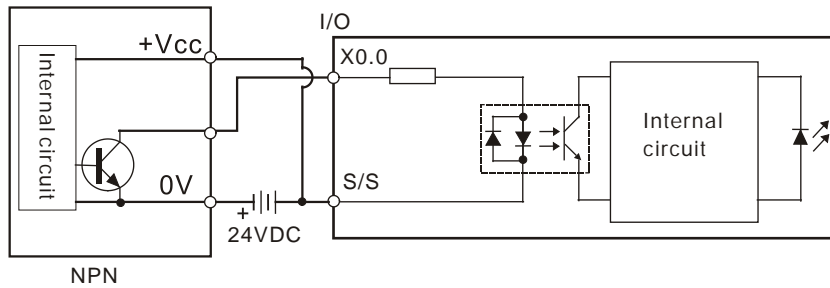 I/O
+Vcc
X0.0
Internal circuit
Internal
circuit
0V
S/S
+
24VDC
NPN